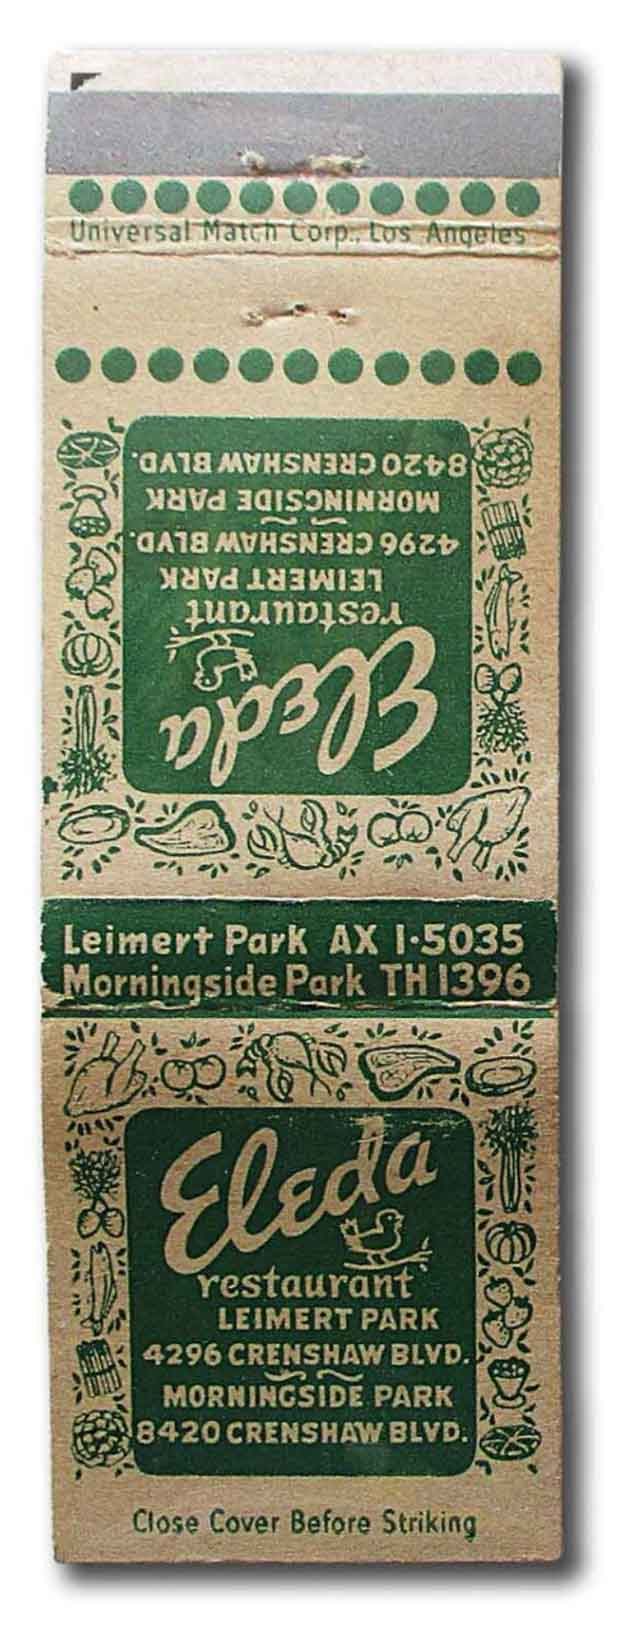 Universal Match Corp., Los Angeles
8420 CRENSHAW BLVD.
MORNINGSIDE PARK
4296 CRENSHAW BLVD.
LEIMERT PARK
restaurant
Eleda
Leimert Park AX 1-5035
Morningside Park TH 1396
Eleda
restaurant
LEIMERT PARK
4296 CRENSHAW BLVD.
MORNINGSIDE PARK
8420 CRENSHAW BLVD.
Close Cover Before Striking